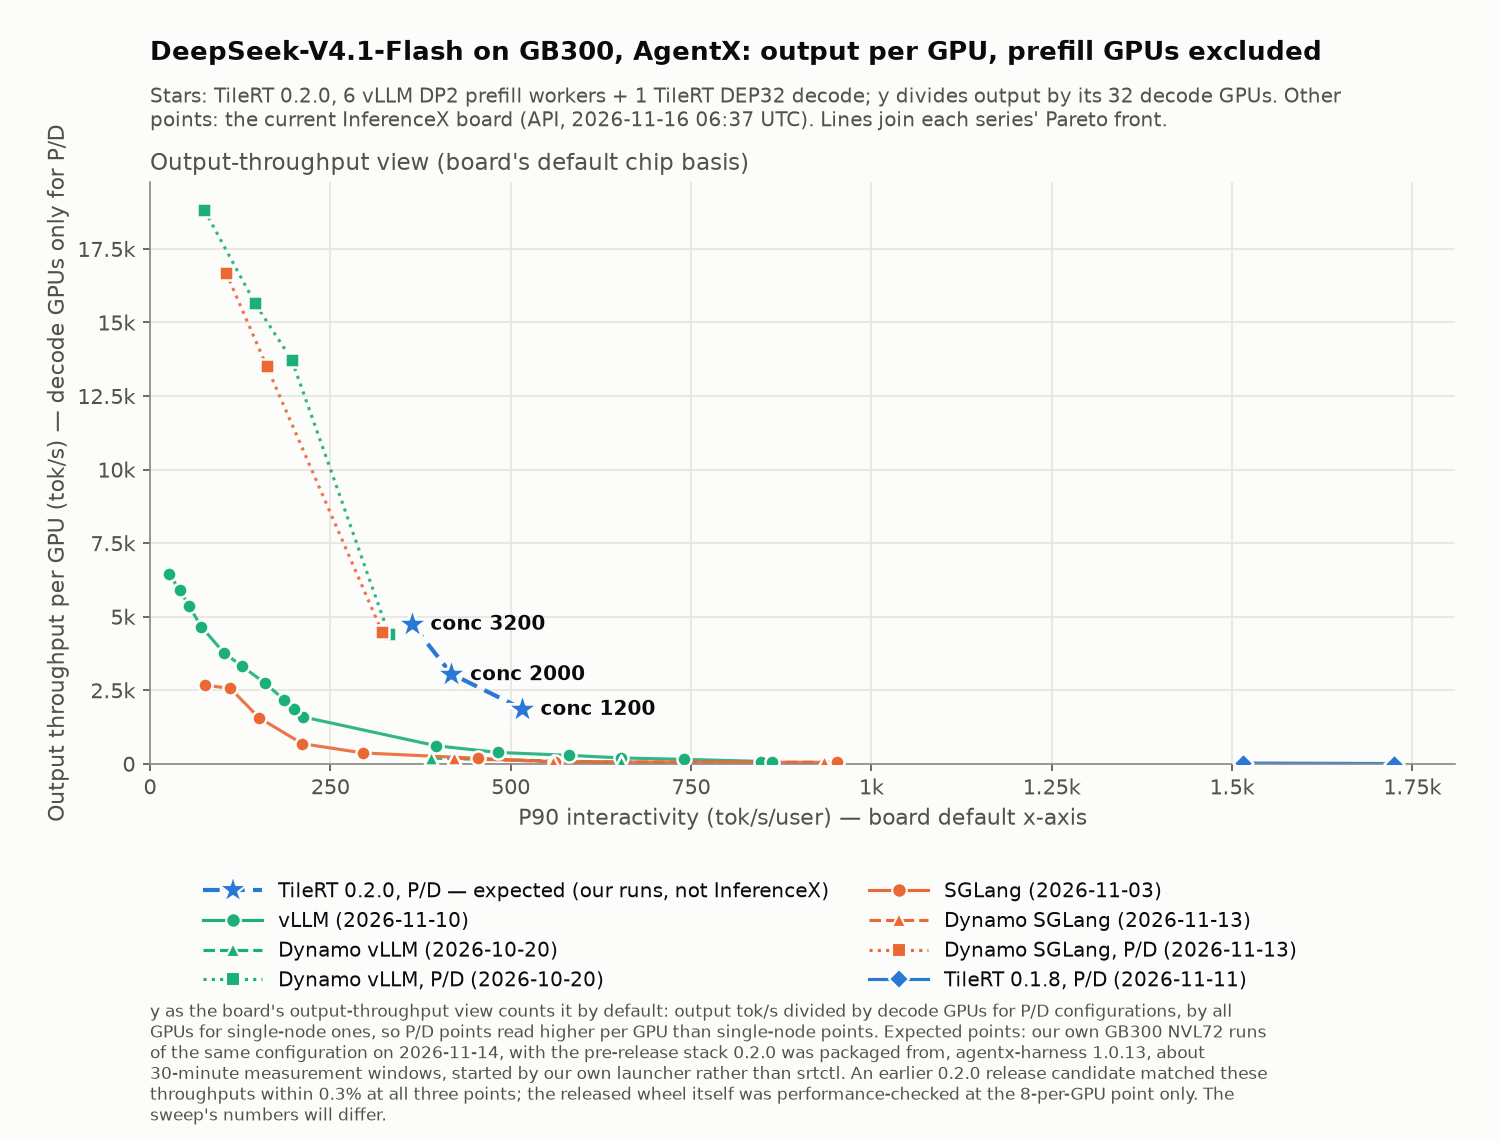 DeepSeek-V4.1-Flash on GB300, AgentX: output per GPU, prefill GPUs excluded
Stars: TileRT 0.2.0, 6 vLLM DP2 prefill workers + 1 TileRT DEP32 decode; y divides output by its 32 decode GPUs. Other
points: the current InferenceX board (API, 2026-11-16 06:37 UTC). Lines join each series' Pareto front.
Output-throughput view (board's default chip basis)
Output throughput per GPU (tok/s) — decode GPUs only for P/D
17.5k
15k
12.5k
10k
7.5k
5k
2.5k
0
conc 3200
conc 2000
conc 1200
0
250
500
750
1k
1.25k
1.5k
1.75k
P90 interactivity (tok/s/user) — board default x-axis
TileRT 0.2.0, P/D — expected (our runs, not InferenceX)
vLLM (2026-11-10)
Dynamo vLLM (2026-10-20)
Dynamo vLLM, P/D (2026-10-20)
SGLang (2026-11-03)
Dynamo SGLang (2026-11-13)
Dynamo SGLang, P/D (2026-11-13)
TileRT 0.1.8, P/D (2026-11-11)
y as the board's output-throughput view counts it by default: output tok/s divided by decode GPUs for P/D configurations, by all
GPUs for single-node ones, so P/D points read higher per GPU than single-node points. Expected points: our own GB300 NVL72 runs
of the same configuration on 2026-11-14, with the pre-release stack 0.2.0 was packaged from, agentx-harness 1.0.13, about
30-minute measurement windows, started by our own launcher rather than srtctl. An earlier 0.2.0 release candidate matched these
throughputs within 0.3% at all three points; the released wheel itself was performance-checked at the 8-per-GPU point only. The
sweep's numbers will differ.